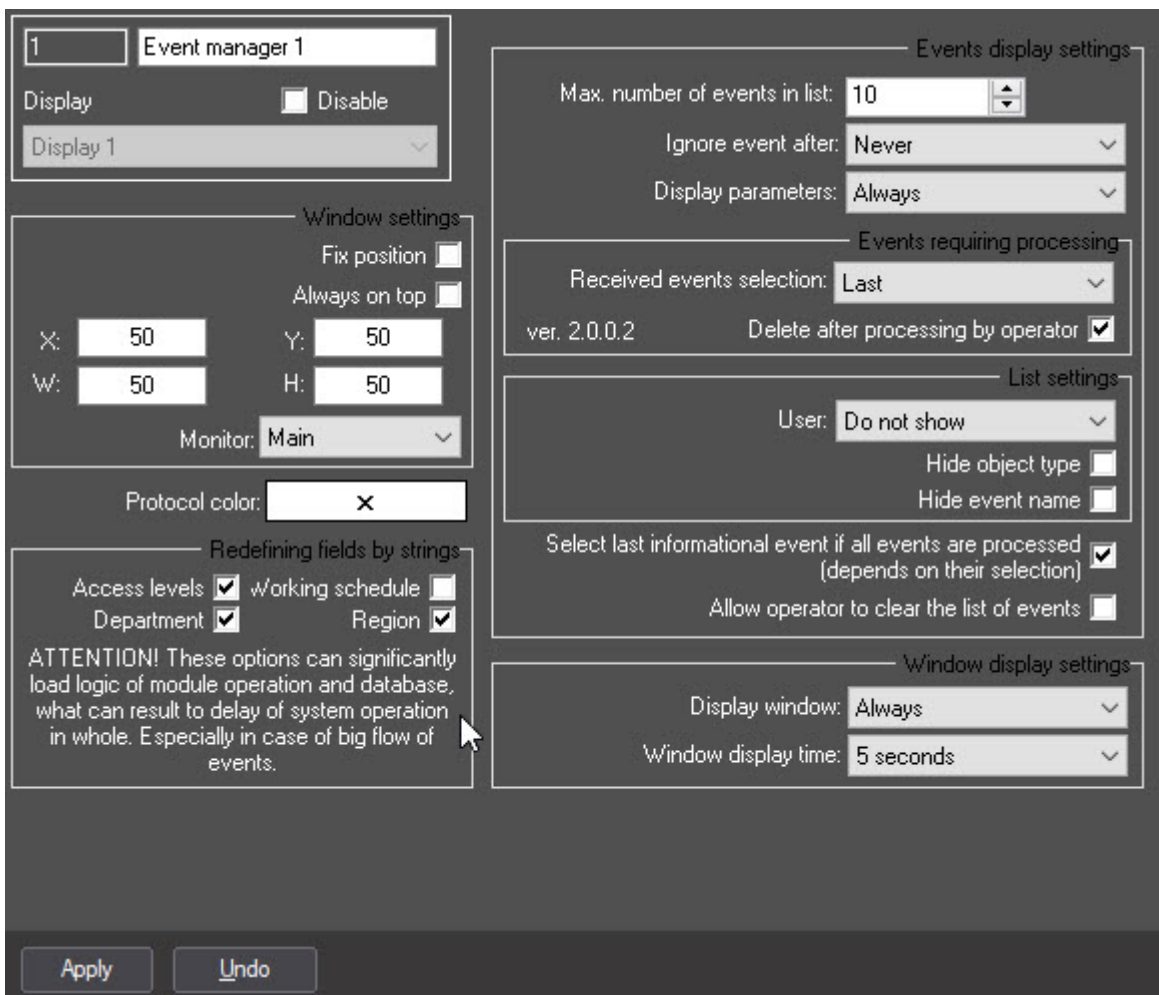 1
Event manager 1
Display
Disable
Display 1
Window settings
Fix position
Always on top
X: 50 Y: 50
W: 50 H: 50
Monitor: Main
Protocol color: ×
Redefining fields by strings
Access levels Working schedule
Department Region
ATTENTION! These options can significantly
load logic of module operation and database,
what can result to delay of system operation
in whole. Especially in case of big flow of
events.
Events display settings
Max. number of events in list: 10
Ignore event after: Never
Display parameters: Always
Events requiring processing
Received events selection: Last
ver. 2.0.0.2 Delete after processing by operator
List settings
User: Do not show
Hide object type
Hide event name
Select last informational event if all events are processed
(depends on their selection)
Allow operator to clear the list of events
Window display settings
Display window: Always
Window display time: 5 seconds
Apply Undo